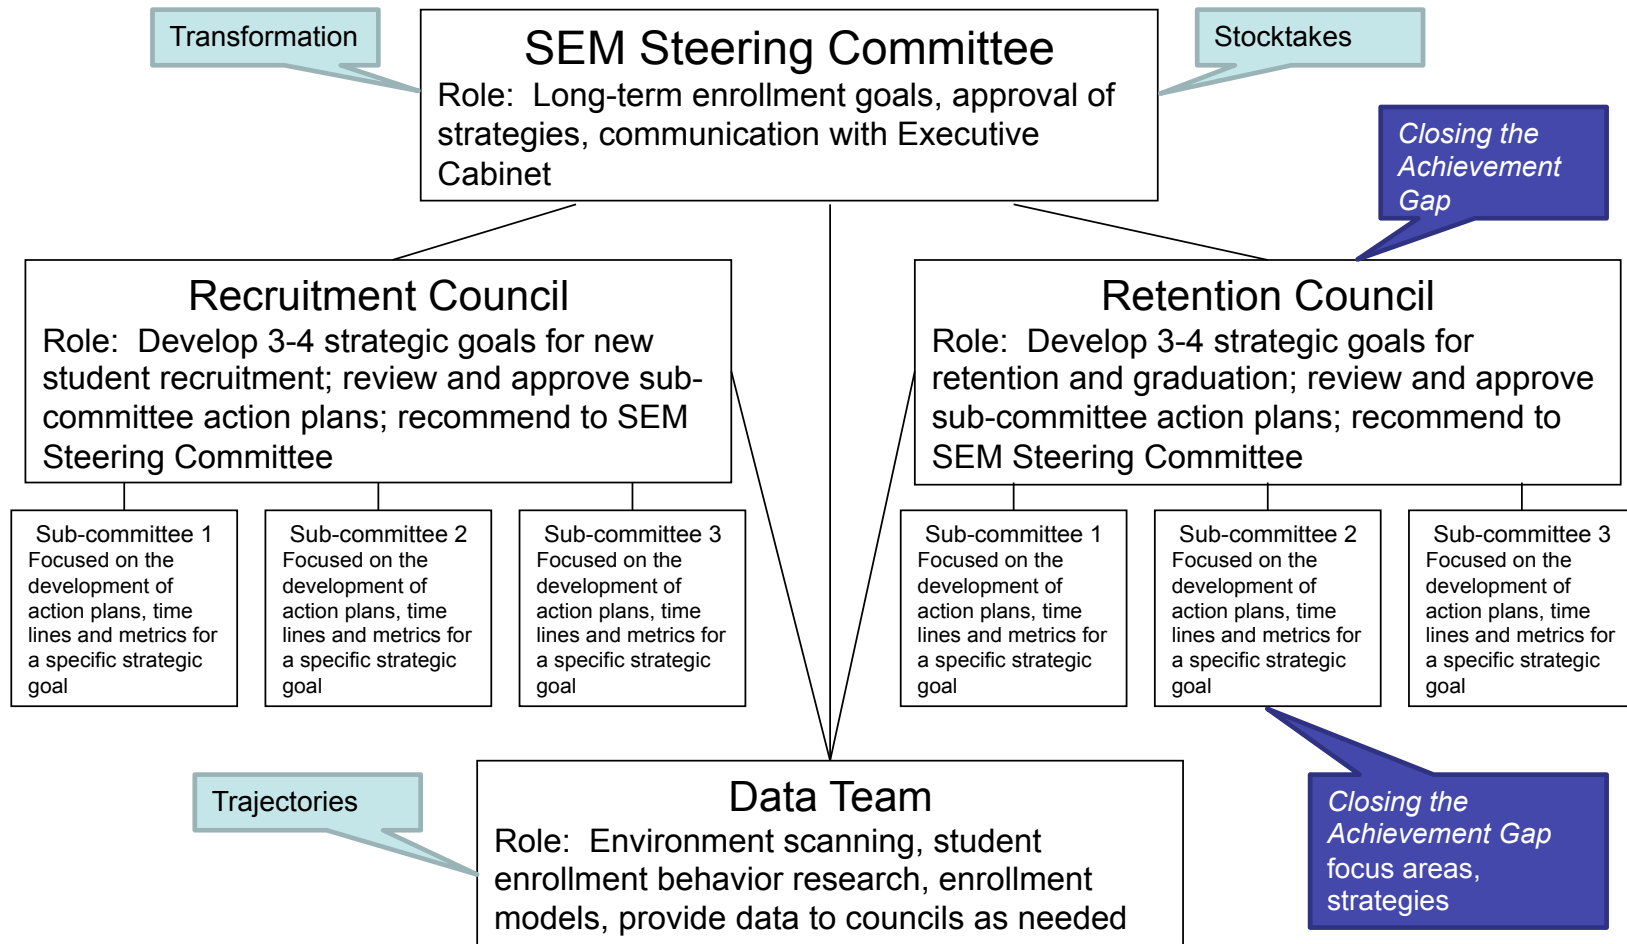 Transformation
SEM Steering Committee
Role:  Long-term enrollment goals, approval of
strategies, communication with Executive
Cabinet
Stocktakes
Closing the
Achievement
Gap
Recruitment Council
Role:  Develop 3-4 strategic goals for new
student recruitment; review and approve sub-
committee action plans; recommend to SEM
Steering Committee
Retention Council
Role:  Develop 3-4 strategic goals for
retention and graduation; review and approve
sub-committee action plans; recommend to
SEM Steering Committee
Sub-committee 1
Focused on the
development of
action plans, time
lines and metrics for
a specific strategic
goal
Sub-committee 2
Focused on the
development of
action plans, time
lines and metrics for
a specific strategic
goal
Sub-committee 3
Focused on the
development of
action plans, time
lines and metrics for
a specific strategic
goal
Sub-committee 1
Focused on the
development of
action plans, time
lines and metrics for
a specific strategic
goal
Sub-committee 2
Focused on the
development of
action plans, time
lines and metrics for
a specific strategic
goal
Sub-committee 3
Focused on the
development of
action plans, time
lines and metrics for
a specific strategic
goal
Trajectories
Data Team
Role:  Environment scanning, student
enrollment behavior research, enrollment
models, provide data to councils as needed
Closing the
Achievement Gap
focus areas,
strategies